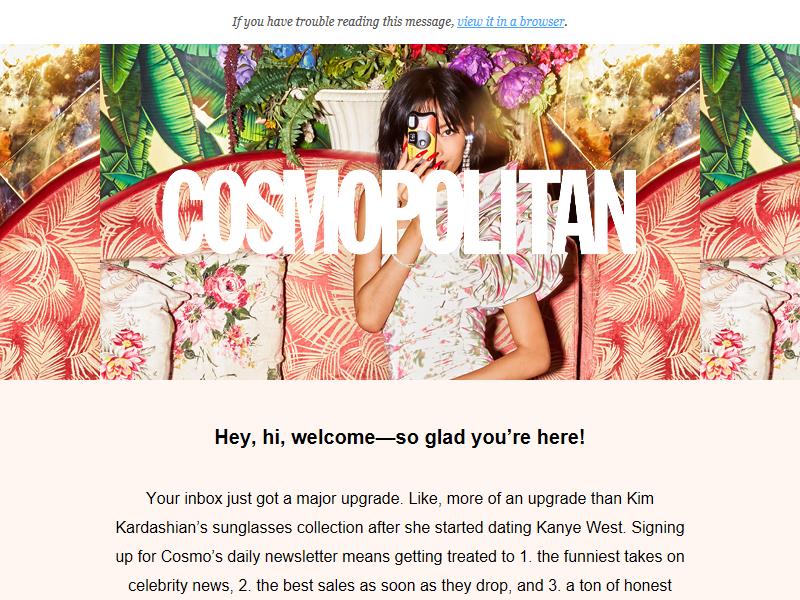 If you have trouble reading this message, view it in a browser.
COSMOPOLITAN
Hey, hi, welcome—so glad you’re here!
Your inbox just got a major upgrade. Like, more of an upgrade than Kim
Kardashian’s sunglasses collection after she started dating Kanye West. Signing
up for Cosmo’s daily newsletter means getting treated to 1. the funniest takes on
celebrity news, 2. the best sales as soon as they drop, and 3. a ton of honest